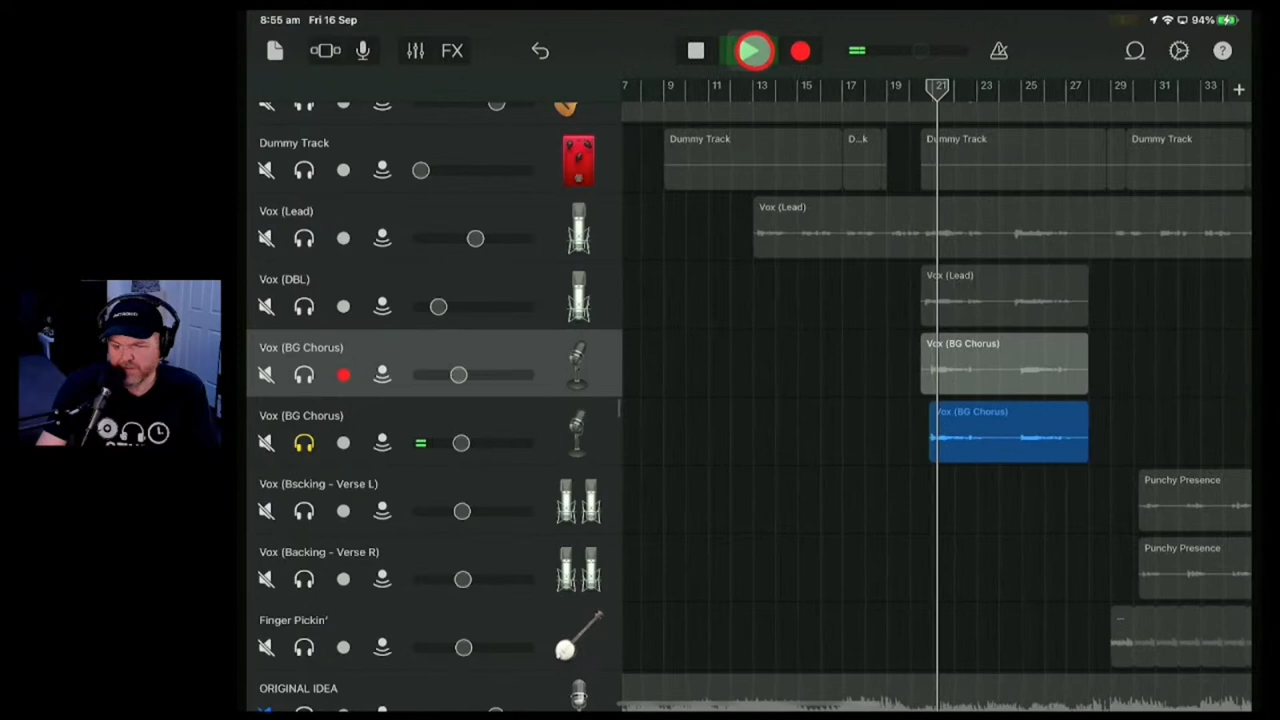 8:55 am Fri 16 Sep
94%
FX
?
7 9 11 13 15 17 19 21 23 25 27 29 31 33 +
Dummy Track
Dummy Track
D...k
Dummy Track
Dummy Track
Vox (Lead)
Vox (Lead)
Vox (DBL)
Vox (Lead)
Vox (BG Chorus)
Vox (BG Chorus)
Vox (BG Chorus)
Vox (BG Chorus)
Vox (Bscking - Verse L)
Punchy Presence
Vox (Backing - Verse R)
Punchy Presence
Finger Pickin'
...
ORIGINAL IDEA